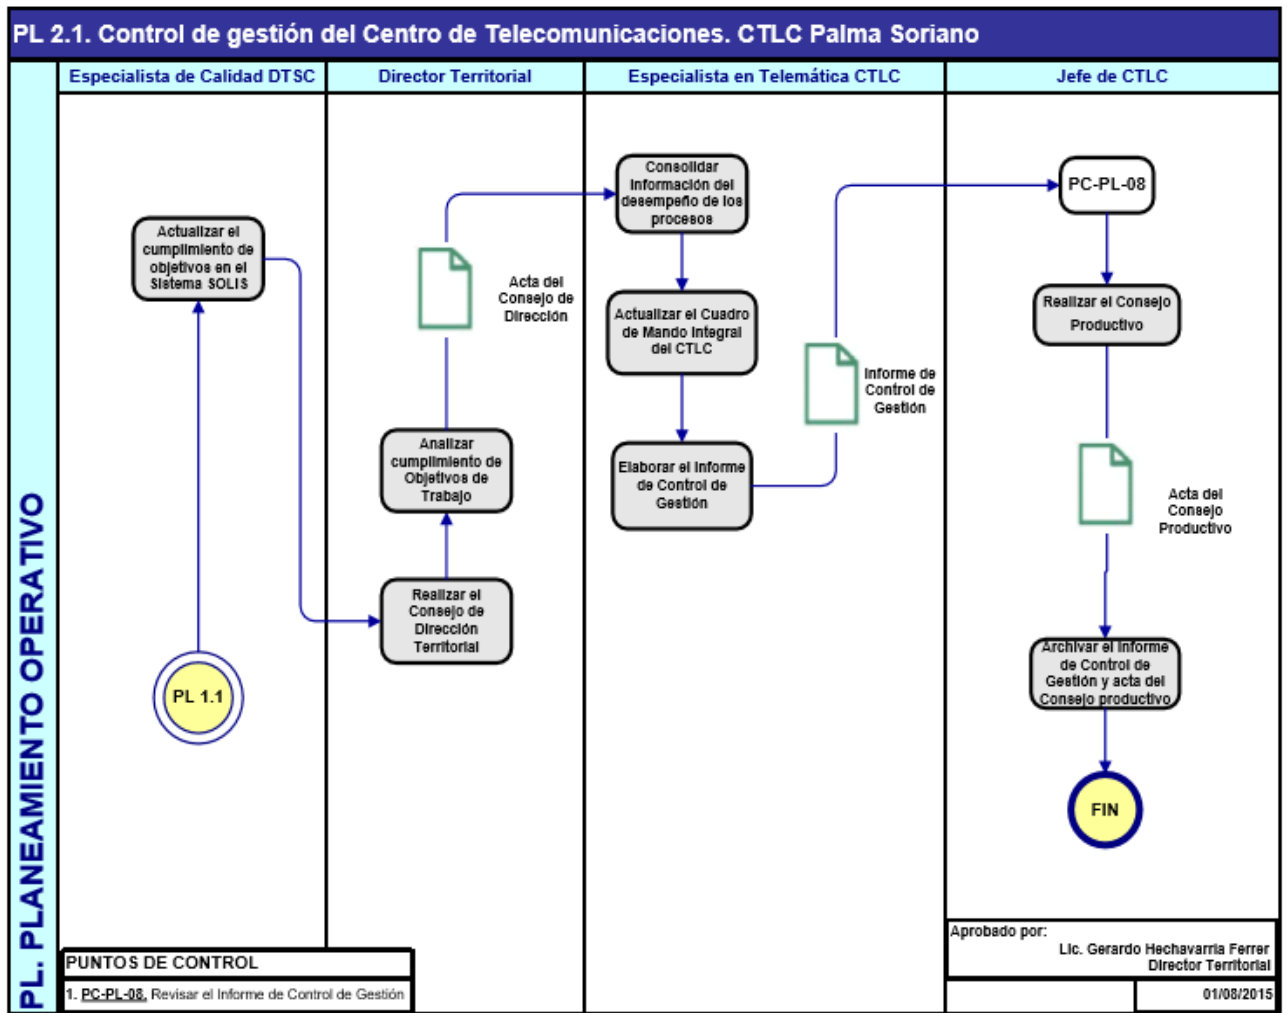 PL 2.1. Control de gestión del Centro de Telecomunicaciones. CTLC Palma Soriano
PL. PLANEAMIENTO OPERATIVO
Especialista de Calidad DTSC
Director Territorial
Especialista en Telemática CTLC
Jefe de CTLC
Actualizar el
cumplimiento de
objetivos en el
Sistema SOLIS
PL 1.1
Acta del
Consejo de
Dirección
Analizar
cumplimiento de
Objetivos de
Trabajo
Realizar el
Consejo de
Dirección
Territorial
Consolidar
Información del
desempeño de los
procesos
Actualizar el Cuadro
de Mando Integral
del CTLC
Elaborar el Informe
de Control de
Gestión
Informe de
Control de
Gestión
PC-PL-08
Realizar el Consejo
Productivo
Acta del
Consejo
Productivo
Archivar el Informe
de Control de
Gestión y acta del
Consejo productivo
FIN
PUNTOS DE CONTROL
1. PC-PL-08. Revisar el Informe de Control de Gestión
Aprobado por:
Lic. Gerardo Hechavarria Ferrer
Director Territorial
01/08/2015